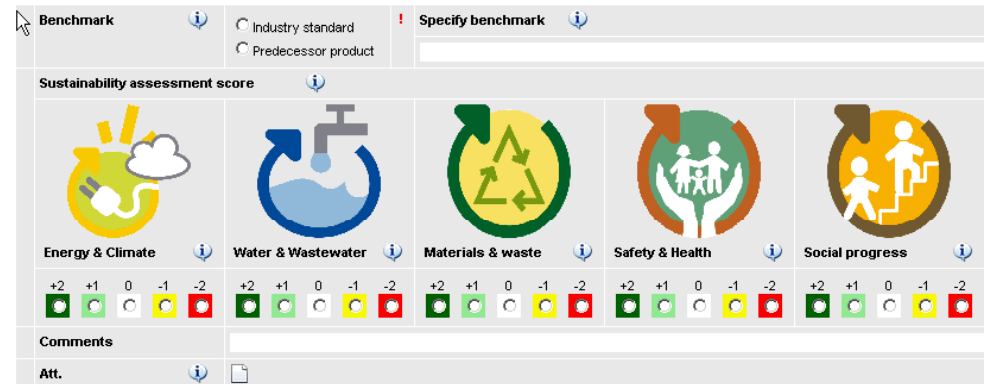 Benchmark
Industry standard
Predecessor product
!
Specify benchmark
Sustainability assessment score
Energy & Climate
Water & Wastewater
Materials & waste
Safety & Health
Social progress
+2 +1 0 -1 -2
+2 +1 0 -1 -2
+2 +1 0 -1 -2
+2 +1 0 -1 -2
+2 +1 0 -1 -2
Comments
Att.